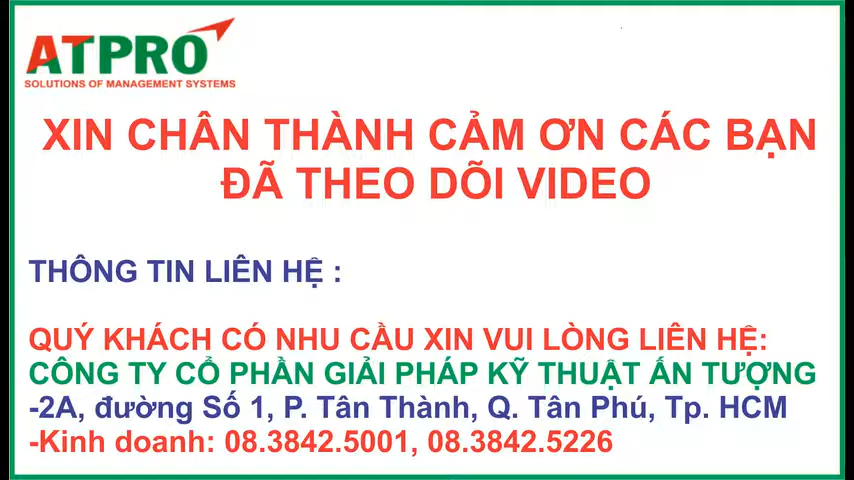 ATPRO
SOLUTIONS OF MANAGEMENT SYSTEMS
XIN CHÂN THÀNH CẢM ƠN CÁC BẠN
ĐÃ THEO DÕI VIDEO
THÔNG TIN LIÊN HỆ :
QUÝ KHÁCH CÓ NHU CẦU XIN VUI LÒNG LIÊN HỆ:
CÔNG TY CỔ PHẦN GIẢI PHÁP KỸ THUẬT ẤN TƯỢNG
-2A, đường Số 1, P. Tân Thành, Q. Tân Phú, Tp. HCM
-Kinh doanh: 08.3842.5001, 08.3842.5226